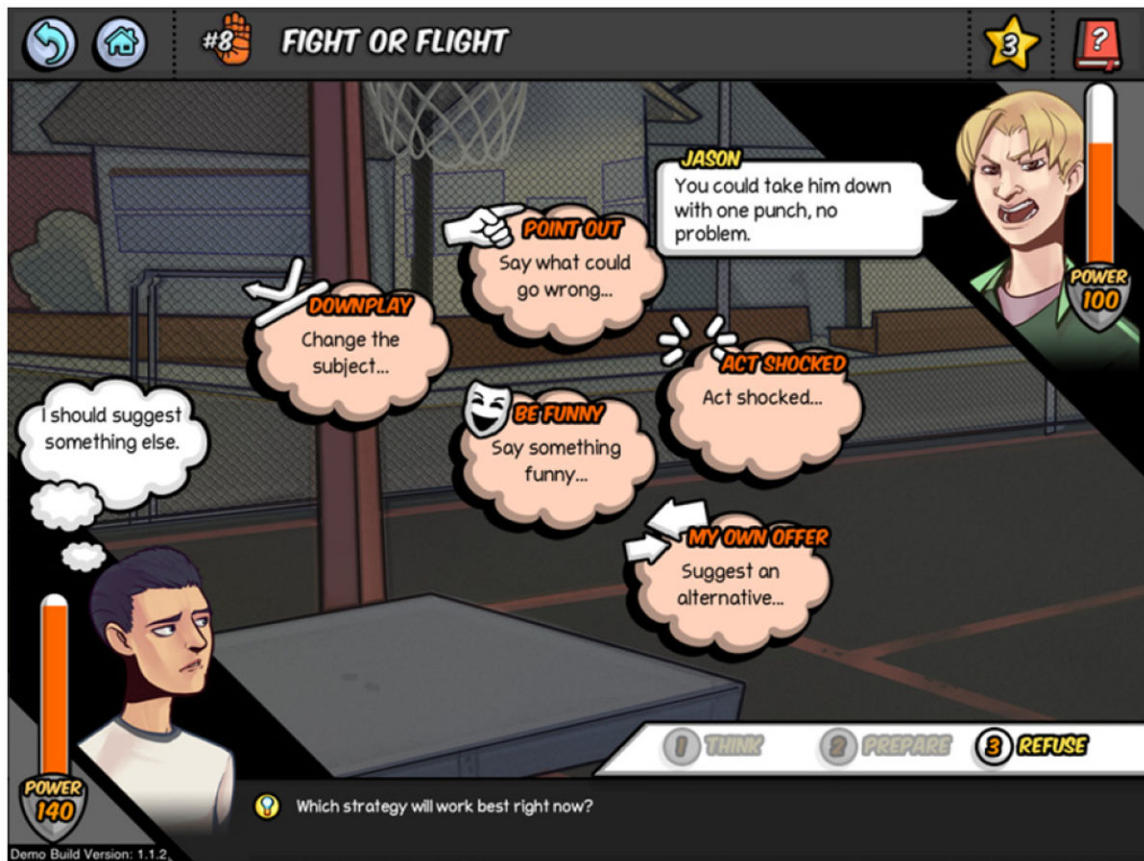 #8
FIGHT OR FLIGHT
3
?
JASON
You could take him down
with one punch, no
problem.
POWER
100
POINT OUT
Say what could
go wrong...
DOWNPLAY
Change the
subject...
ACT SHOCKED
Act shocked...
I should suggest
something else.
BE FUNNY
Say something
funny...
MY OWN OFFER
Suggest an
alternative...
1 THINK
2 PREPARE
3 REFUSE
POWER
140
Which strategy will work best right now?
Demo Build Version: 1.1.2